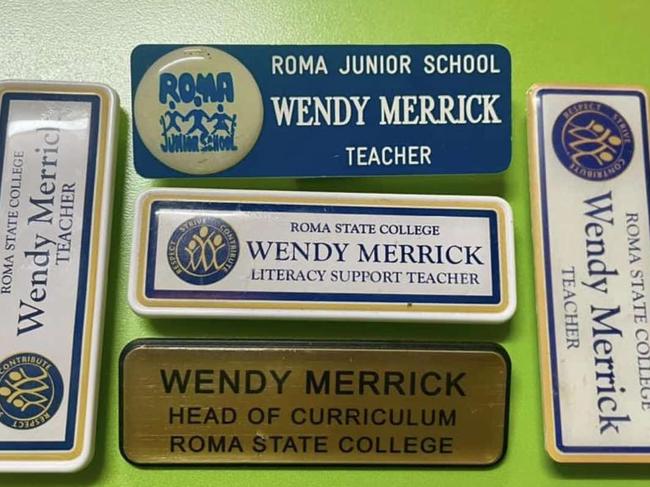 ROMA JUNIOR SCHOOL
WENDY MERRICK
TEACHER
ROMA
JUNIOR SCHOOL
ROMA STATE COLLEGE
WENDY MERRICK
LITERACY SUPPORT TEACHER
RESPECT STRIVE CONTRIBUTE
WENDY MERRICK
HEAD OF CURRICULUM
ROMA STATE COLLEGE
ROMA STATE COLLEGE
Wendy Merrick
TEACHER
CONTRIBUTE
RESPECT
ROMA STATE COLLEGE
Wendy Merrick
TEACHER
RESPECT STRIVE CONTRIBUTE